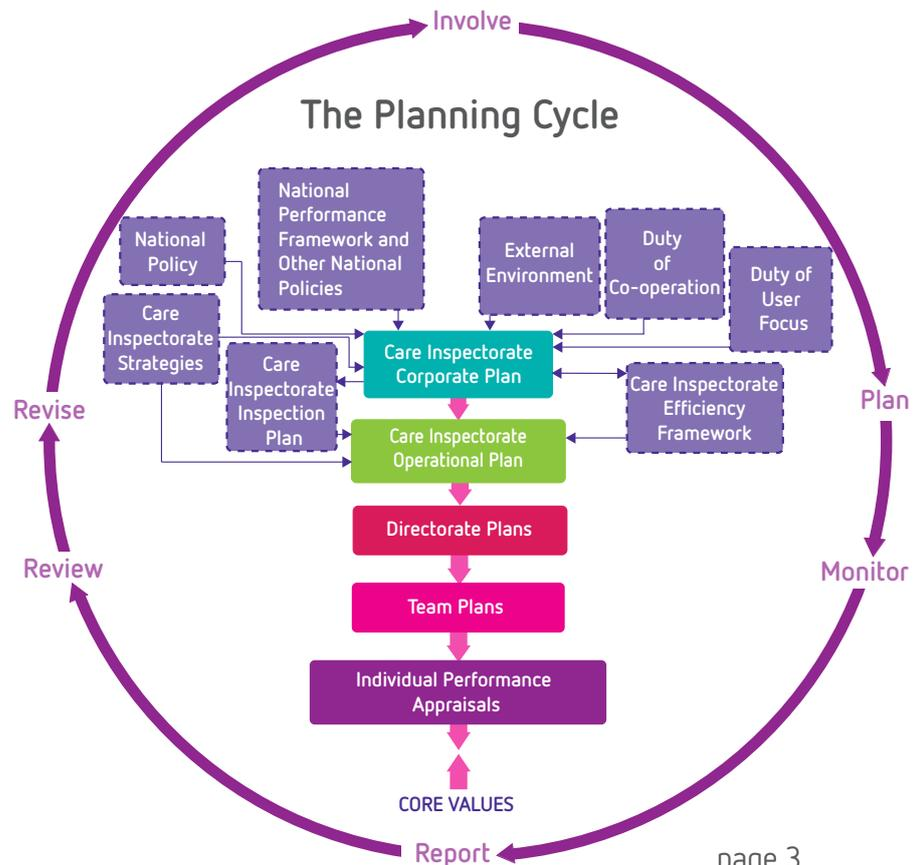 Involve
The Planning Cycle
National
Policy
National
Performance
Framework and
Other National
Policies
External
Environment
Duty
of
Co-operation
Duty of
User
Focus
Care
Inspectorate
Strategies
Care
Inspectorate
Inspection
Plan
Care Inspectorate
Corporate Plan
Care Inspectorate
Efficiency
Framework
Revise
Plan
Care Inspectorate
Operational Plan
Directorate Plans
Review
Monitor
Team Plans
Individual Performance
Appraisals
CORE VALUES
Report
page 3